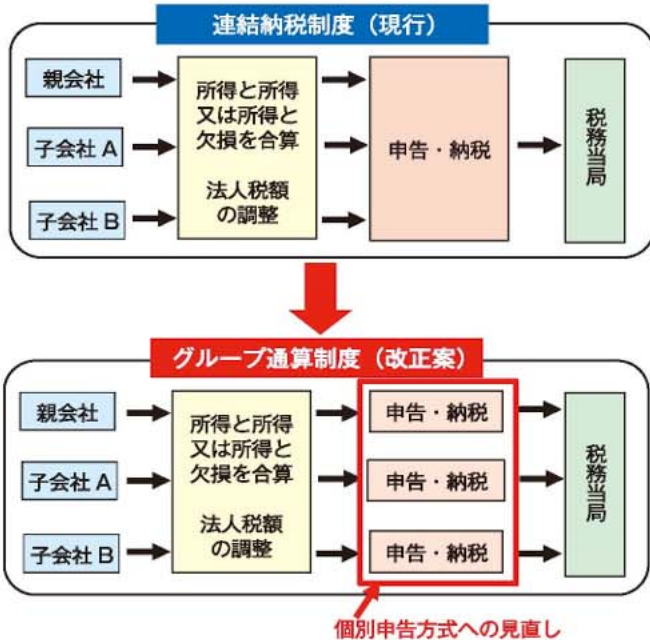 連結納税制度（現行）
親会社
子会社 A
子会社 B
所得と所得
又は所得と
欠損を合算
法人税額
の調整
申告・納税
税務当局
グループ通算制度（改正案）
親会社
子会社 A
子会社 B
所得と所得
又は所得と
欠損を合算
法人税額
の調整
申告・納税
申告・納税
申告・納税
税務当局
個別申告方式への見直し